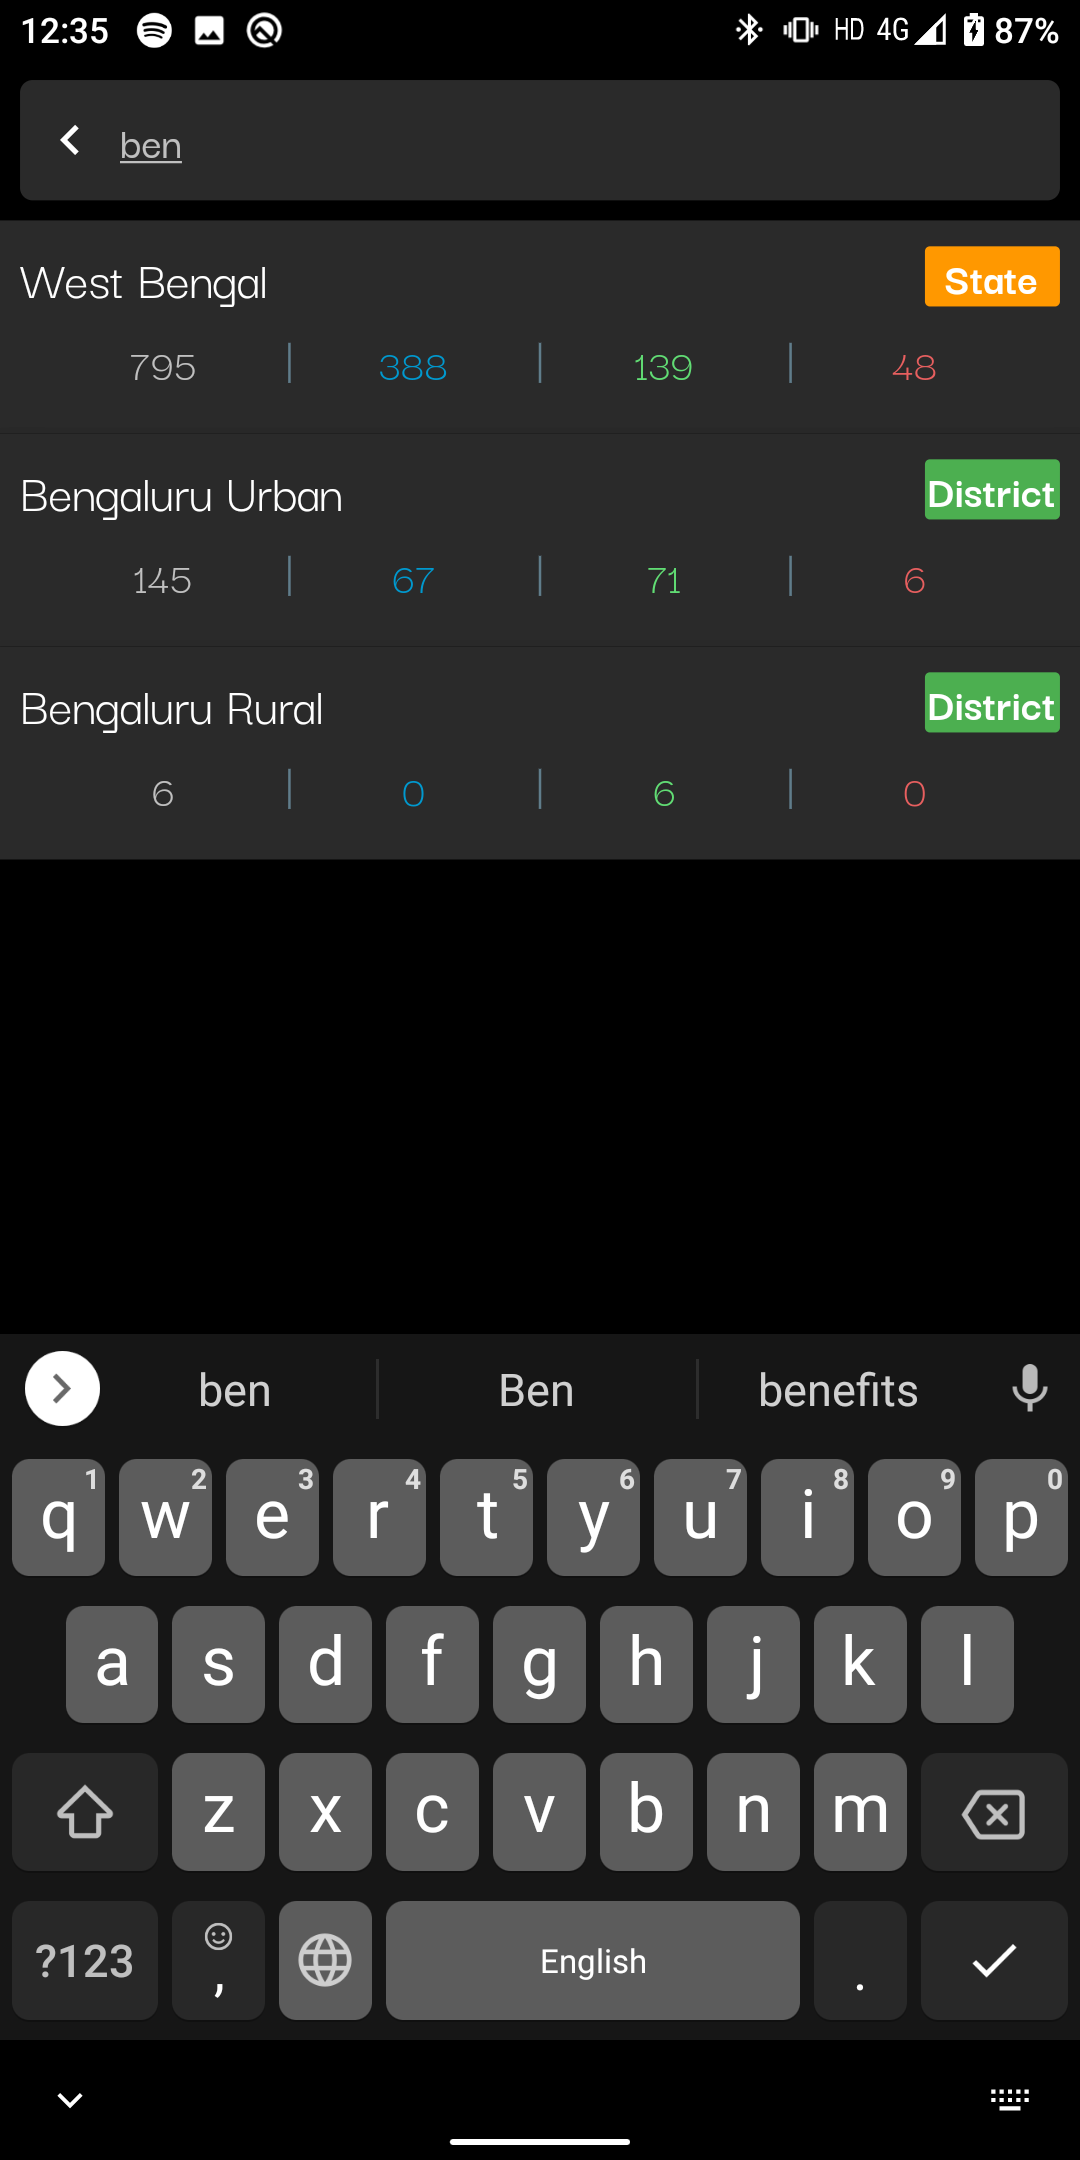 12:35 HD 4G 87%
ben
West Bengal State
795 388 139 48
Bengaluru Urban District
145 67 71 6
Bengaluru Rural District
6 0 6 0
ben Ben benefits
q1 w2 e3 r4 t5 y6 u7 i8 o9 p0
a s d f g h j k l
z x c v b n m
?123 , English .